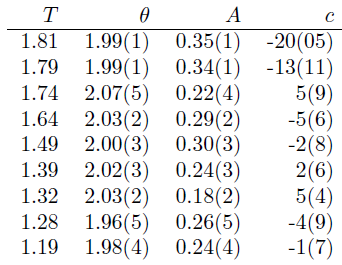 T θ A c
1.81 1.99(1) 0.35(1) -20(05)
1.79 1.99(1) 0.34(1) -13(11)
1.74 2.07(5) 0.22(4) 5(9)
1.64 2.03(2) 0.29(2) -5(6)
1.49 2.00(3) 0.30(3) -2(8)
1.39 2.02(3) 0.24(3) 2(6)
1.32 2.03(2) 0.18(2) 5(4)
1.28 1.96(5) 0.26(5) -4(9)
1.19 1.98(4) 0.24(4) -1(7)